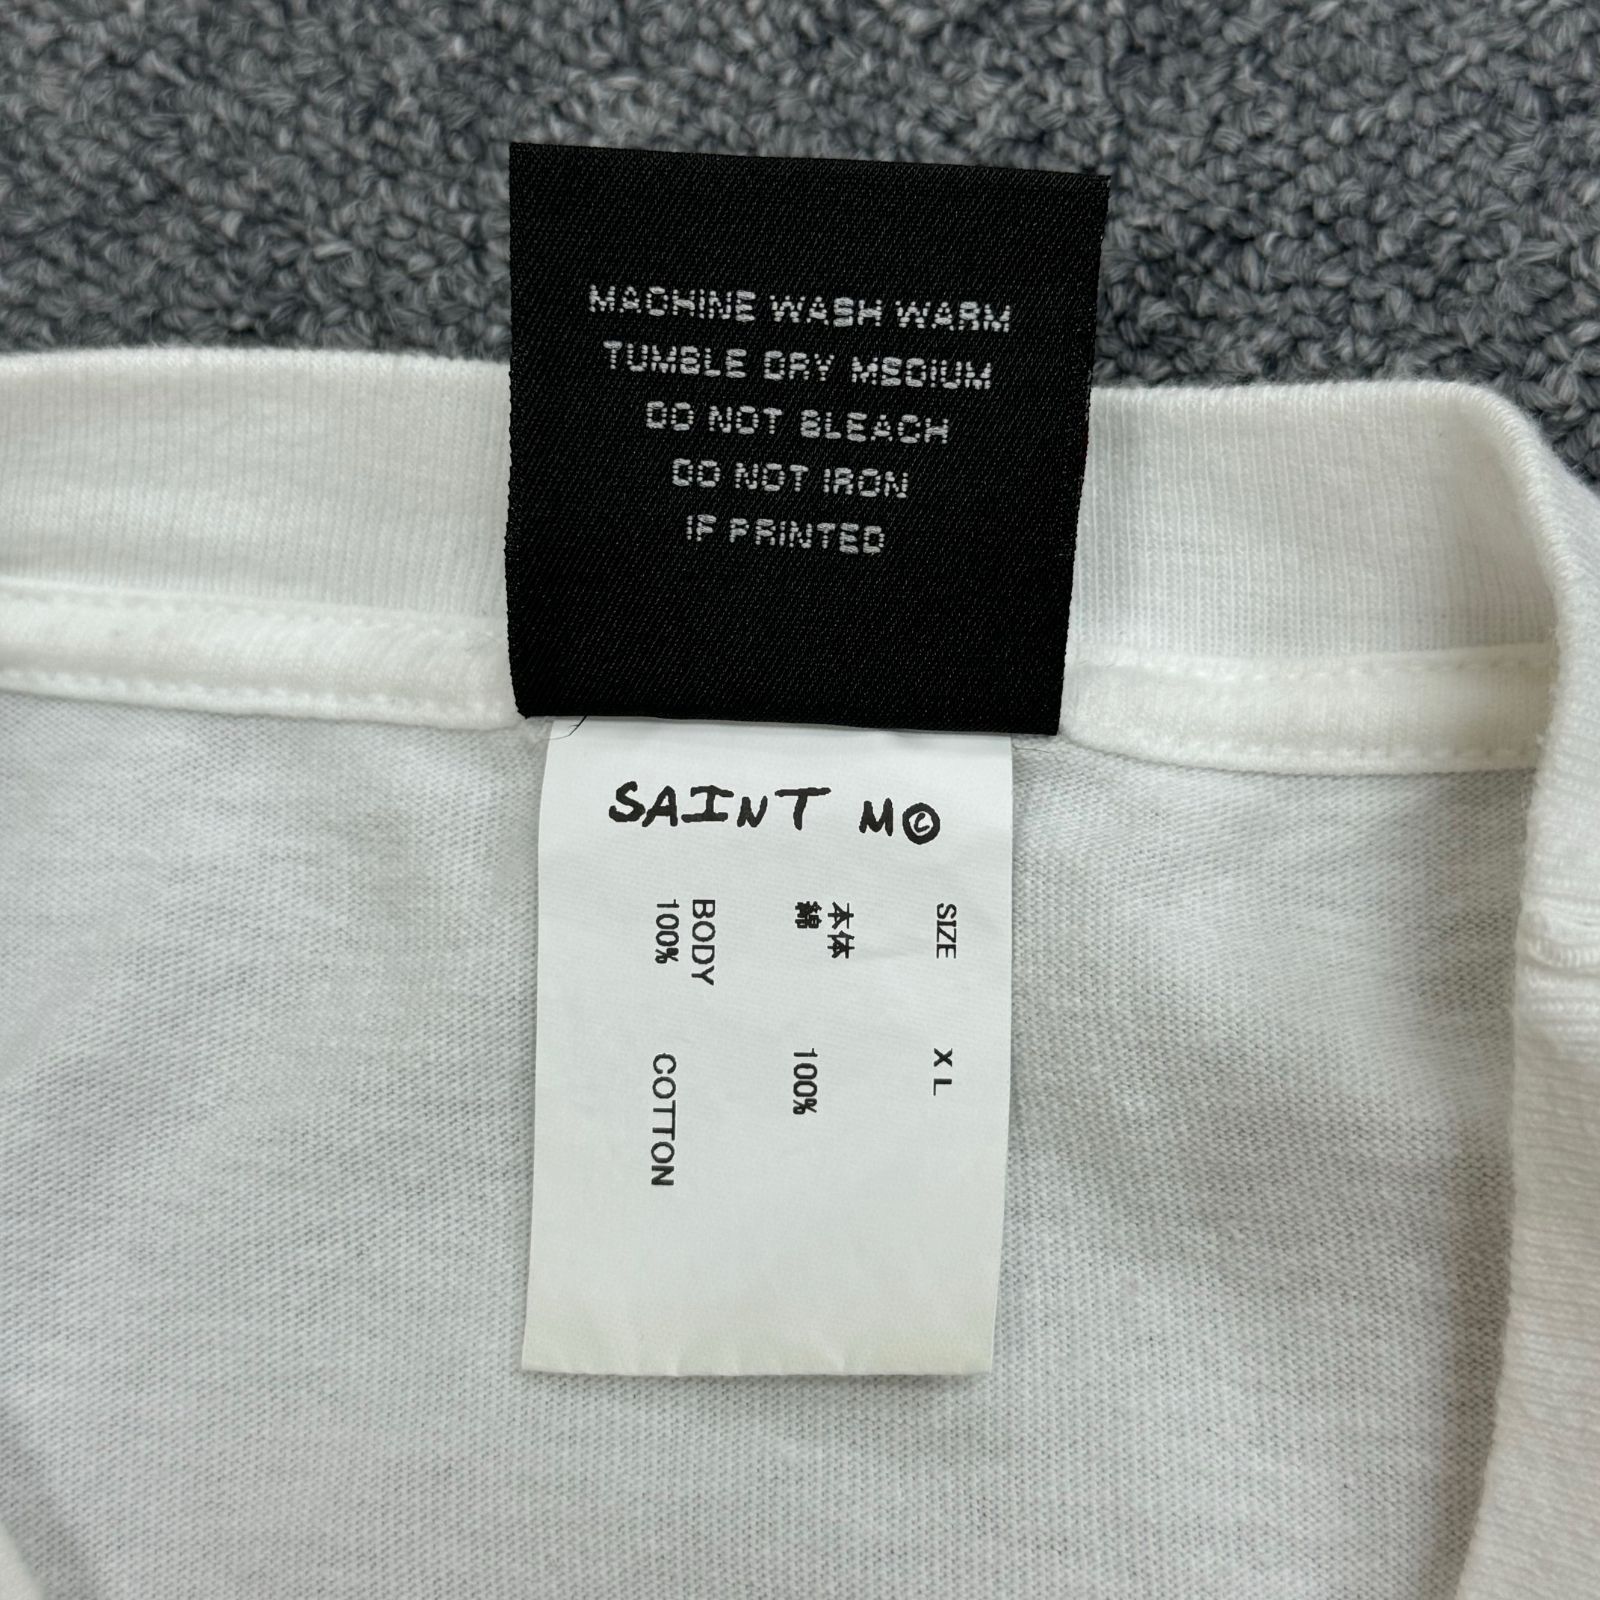 MACHINE WASH WARM
TUMBLE DRY MEDIUM
DO NOT BLEACH
DO NOT IRON
IF PRINTED
SAINT M©
SIZE XL
本体
綿 100%
BODY
100% COTTON